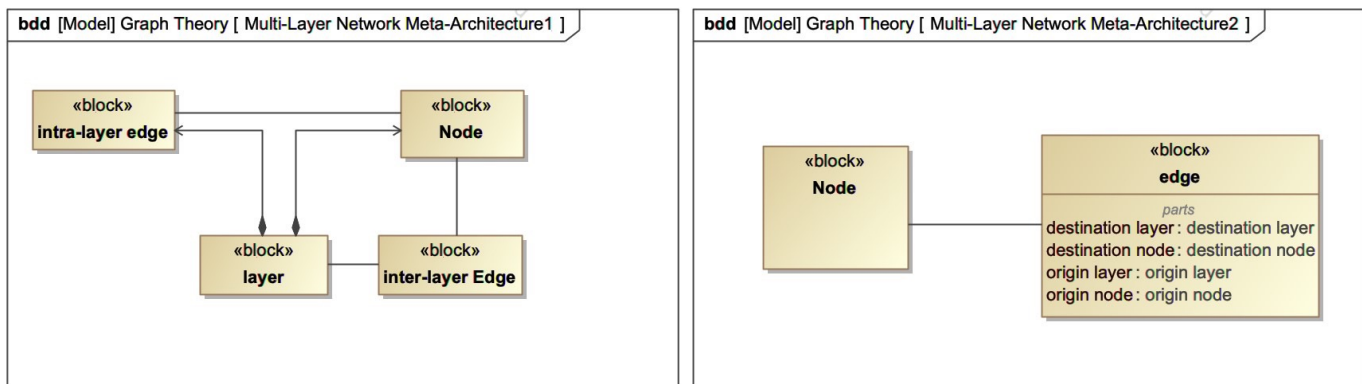 bdd [Model] Graph Theory [ Multi-Layer Network Meta-Architecture1 ]
«block»
intra-layer edge
«block»
Node
«block»
layer
«block»
inter-layer Edge
bdd [Model] Graph Theory [ Multi-Layer Network Meta-Architecture2 ]
«block»
Node
«block»
edge
parts
destination layer : destination layer
destination node : destination node
origin layer : origin layer
origin node : origin node